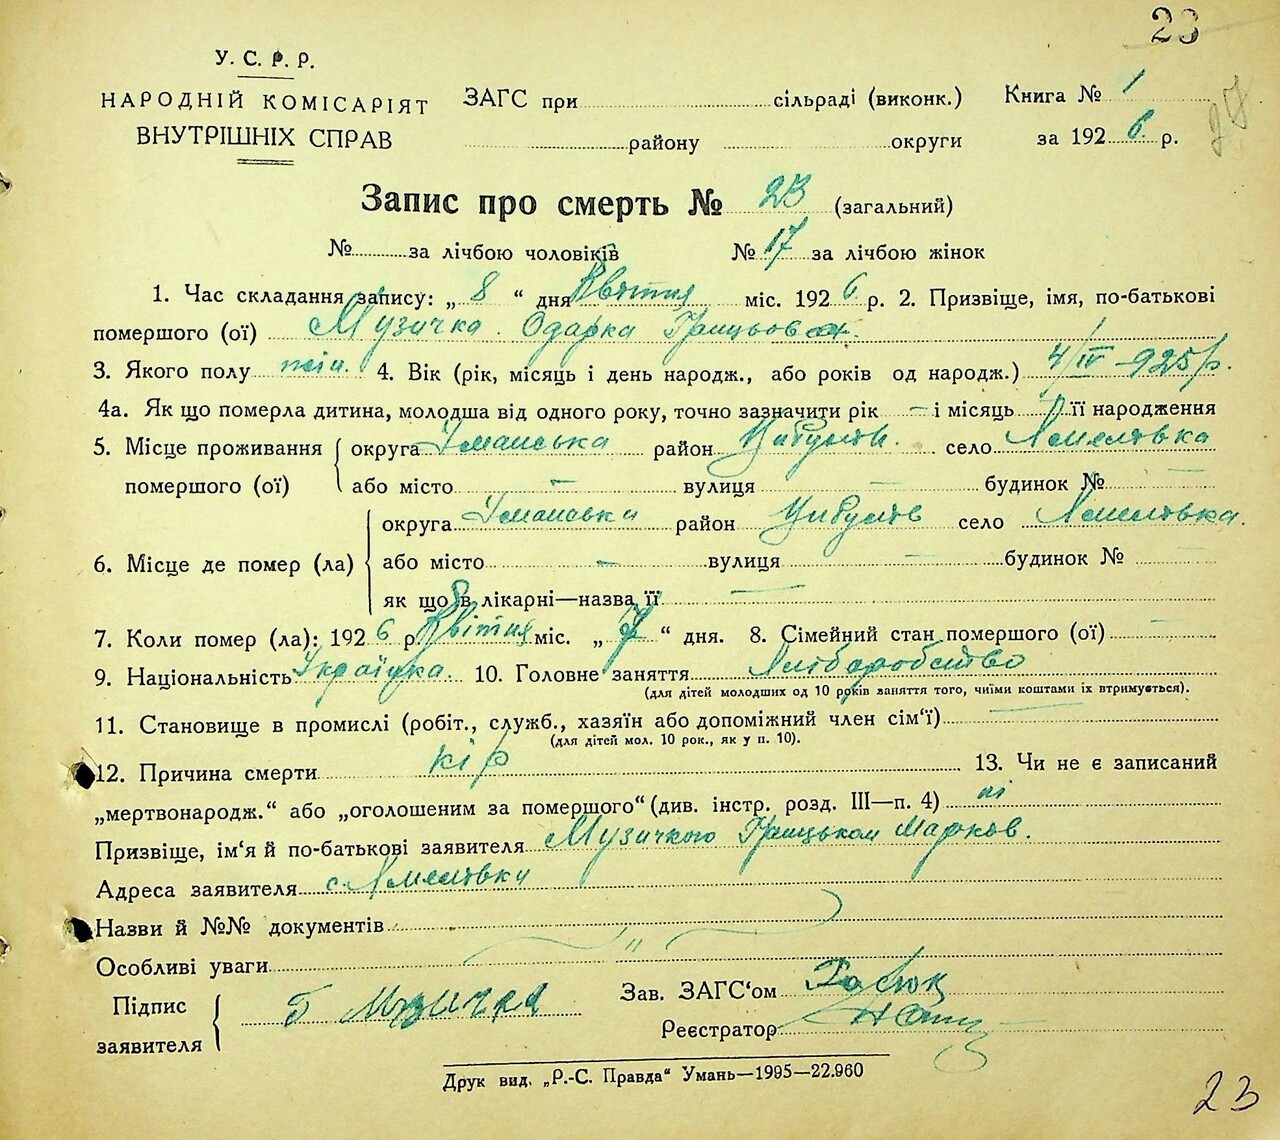 23
У. С. Р. Р.
НАРОДНІЙ КОМІСАРІЯТ
ВНУТРІШНІХ СПРАВ
ЗАГС при сільраді (виконк.)
Книга № 1
району округи
за 1926 р.
27
Запис про смерть № 23 (загальний)
№ за лічбою чоловіків № 17 за лічбою жінок
1. Час складання запису: „ 8 “ дня Квітня міс. 1926 р. 2. Призвіще, імя, по-батькові
помершого (ої) Музичка Одарка Грицьова
3. Якого полу жін. 4. Вік (рік, місяць і день народж., або років од народж.) 4/IV–925 р.
4а. Як що померла дитина, молодша від одного року, точно зазначити рік – і місяць її народження
5. Місце проживання помершого (ої)
округа Уманська район Цибулів село
або місто – вулиця – будинок № –
6. Місце де помер (ла)
округа Уманська район Цибулів село
або місто – вулиця – будинок №
як що в лікарні—назва її –
7. Коли помер (ла): 1926 р. Квітня міс. „ 7 “ дня. 8. Сімейний стан помершого (ої) –
9. Національність Українка. 10. Головне заняття Хліборобство
(для дітей молодших од 10 років заняття того, чиїми коштами їх втримується).
11. Становище в промислі (робіт., служб., хазяїн або допоміжний член сім‘ї) –
(для дітей мол. 10 рок., як у п. 10).
12. Причина смерти кір 13. Чи не є записаний
„мертвонародж.“ або „оголошеним за помершого“ (див. інстр. розд. III—п. 4) ні
Призвіще, ім‘я й по-батькові заявителя Музичкою Грицьком Марков.
Адреса заявителя с.
Назви й №№ документів
Особливі уваги „
Підпис заявителя Г Музичка
Зав. ЗАГС‘ом
Реєстратор
Друк вид. „Р.-С. Правда“ Умань—1995—22.960
23